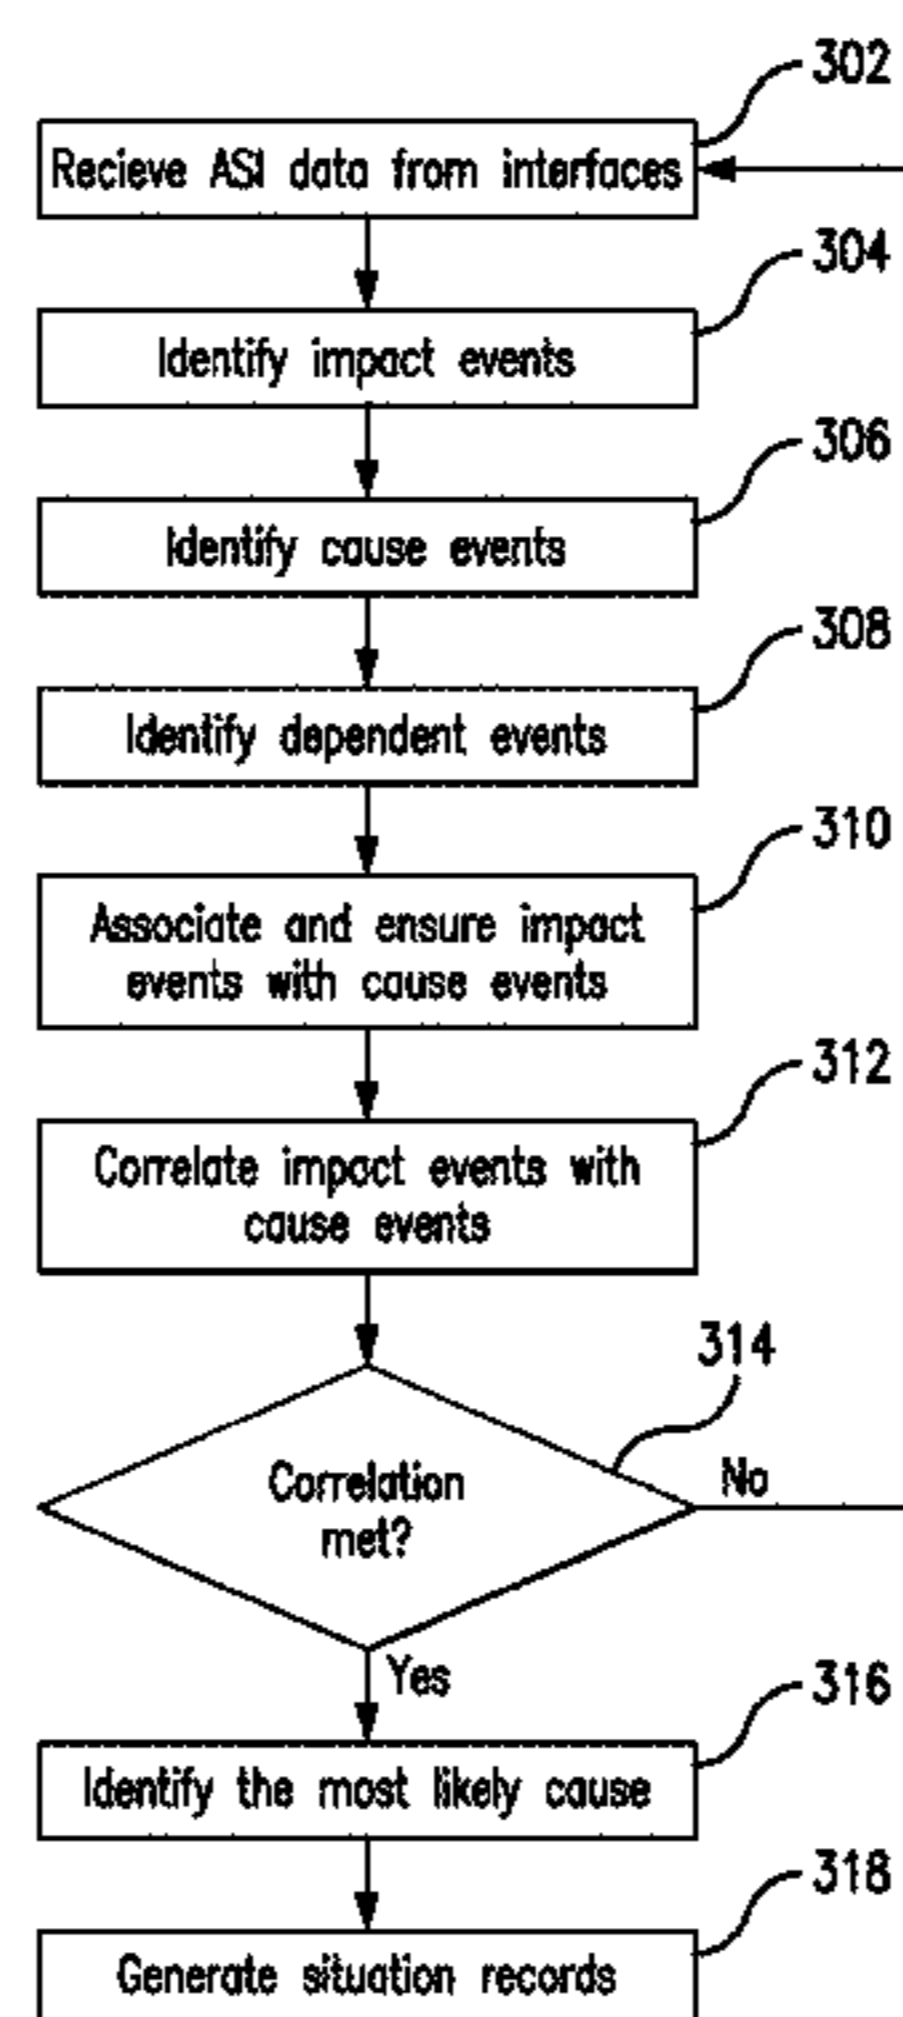 302
Recieve ASI data from interfaces
304
Identify impact events
306
Identify cause events
308
Identify dependent events
310
Associate and ensure impact
events with cause events
312
Correlate impact events with
cause events
314
Correlation
met?
No
Yes
316
Identify the most likely cause
318
Generate situation records